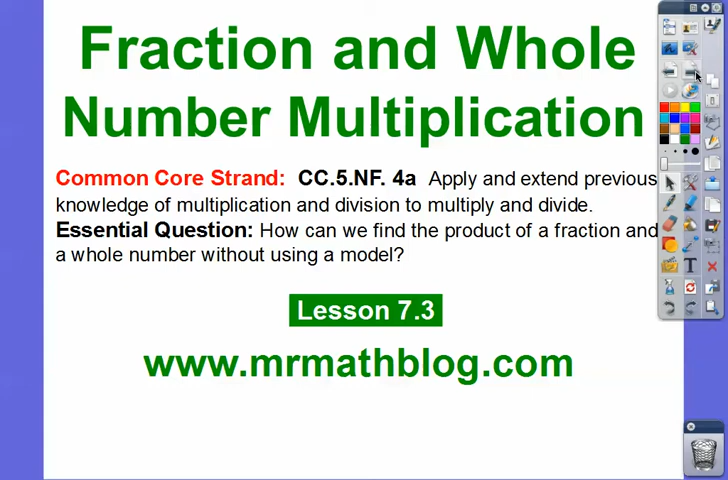 Fraction and Whole
Number Multiplication
Common Core Strand: CC.5.NF. 4a Apply and extend previous
knowledge of multiplication and division to multiply and divide.
Essential Question: How can we find the product of a fraction and
a whole number without using a model?
Lesson 7.3
www.mrmathblog.com